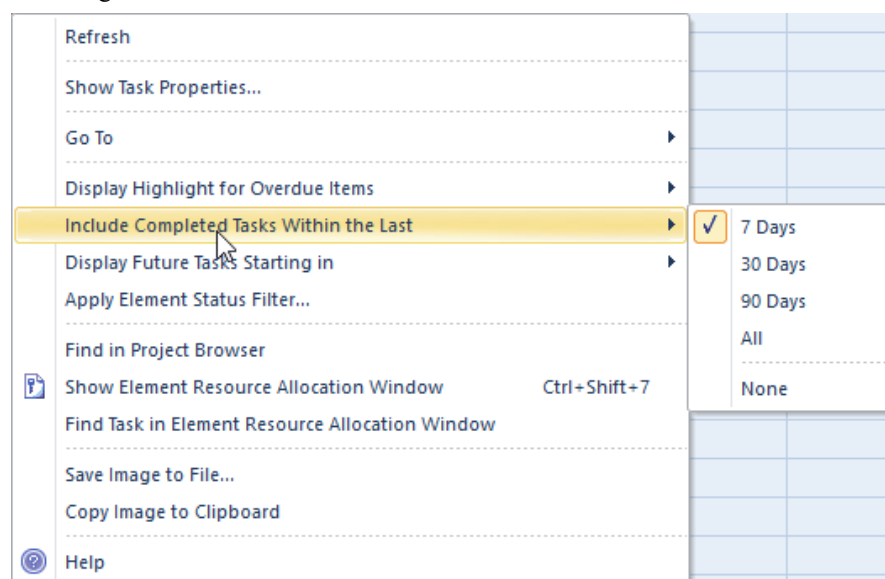 Refresh
Show Task Properties...
Go To
Display Highlight for Overdue Items
Include Completed Tasks Within the Last
Display Future Tasks Starting in
Apply Element Status Filter...
Find in Project Browser
Show Element Resource Allocation Window Ctrl+Shift+7
Find Task in Element Resource Allocation Window
Save Image to File...
Copy Image to Clipboard
Help
7 Days
30 Days
90 Days
All
None